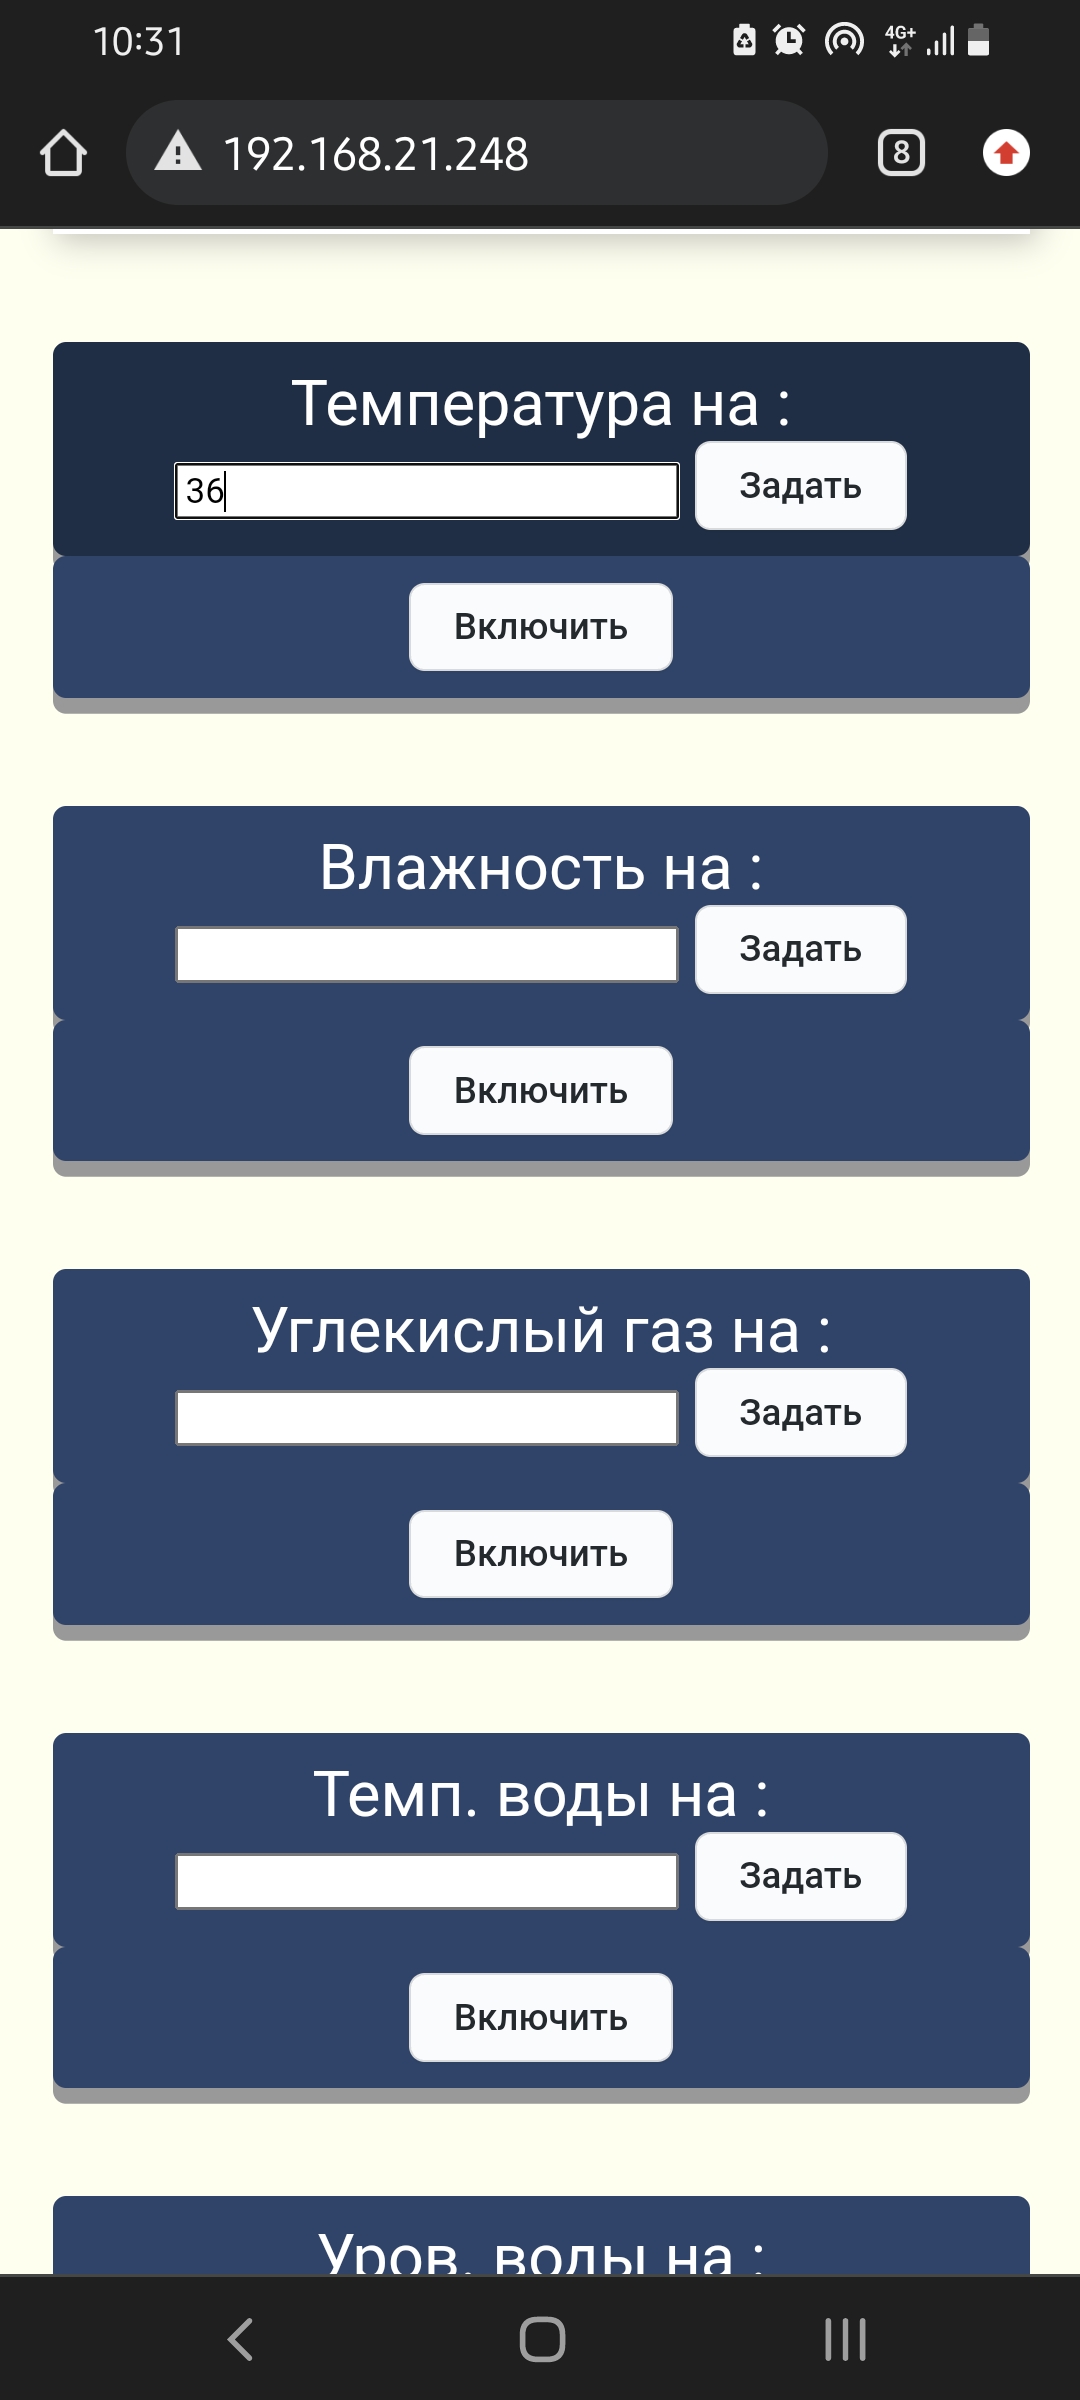 10:31
4G+
192.168.21.248
8
Температура на :
36
Задать
Включить
Влажность на :
Задать
Включить
Углекислый газ на :
Задать
Включить
Темп. воды на :
Задать
Включить
Уров. воды на :